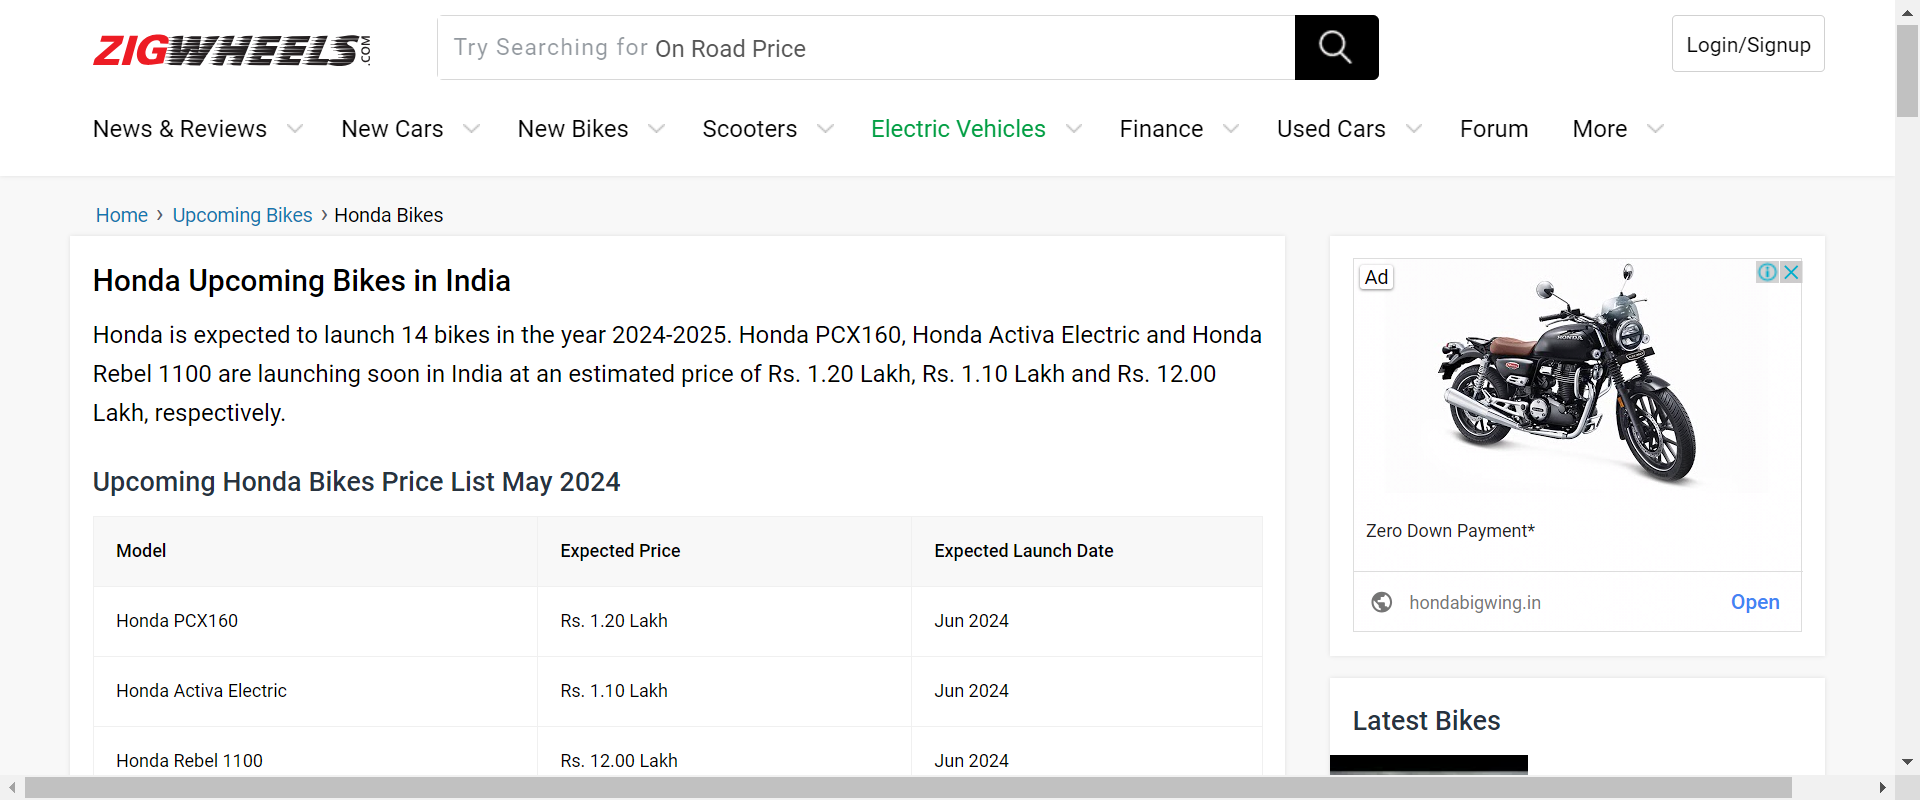 ZIGWHEELS.COM
Try Searching for On Road Price
Login/Signup
News & Reviews New Cars New Bikes Scooters Electric Vehicles Finance Used Cars Forum More
Home › Upcoming Bikes › Honda Bikes
Honda Upcoming Bikes in India
Honda is expected to launch 14 bikes in the year 2024-2025. Honda PCX160, Honda Activa Electric and Honda
Rebel 1100 are launching soon in India at an estimated price of Rs. 1.20 Lakh, Rs. 1.10 Lakh and Rs. 12.00
Lakh, respectively.
Upcoming Honda Bikes Price List May 2024
Model Expected Price Expected Launch Date
Honda PCX160 Rs. 1.20 Lakh Jun 2024
Honda Activa Electric Rs. 1.10 Lakh Jun 2024
Honda Rebel 1100 Rs. 12.00 Lakh Jun 2024
Ad
HONDA
Zero Down Payment*
hondabigwing.in Open
Latest Bikes